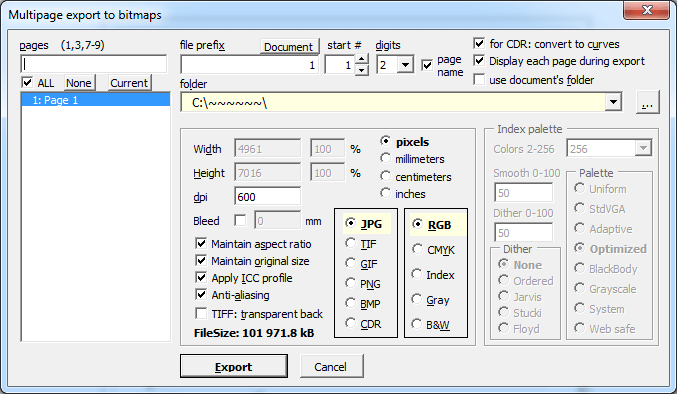 Multipage export to bitmaps
pages (1,3,7-9)
ALL None Current
1: Page 1
file prefix Document start # digits
1 1 2 page name
for CDR: convert to curves
Display each page during export
use document's folder
folder
C:\~~~~~~\ ...
Width 4961 100 %
Height 7016 100 %
dpi 600
Bleed 0 mm
pixels
millimeters
centimeters
inches
Maintain aspect ratio
Maintain original size
Apply ICC profile
Anti-aliasing
TIFF: transparent back
FileSize: 101 971.8 kB
JPG
TIF
GIF
PNG
BMP
CDR
RGB
CMYK
Index
Gray
B&W
Index palette
Colors 2-256 256
Smooth 0-100
50
Dither 0-100
50
Dither
None
Ordered
Jarvis
Stucki
Floyd
Palette
Uniform
StdVGA
Adaptive
Optimized
BlackBody
Grayscale
System
Web safe
Export Cancel